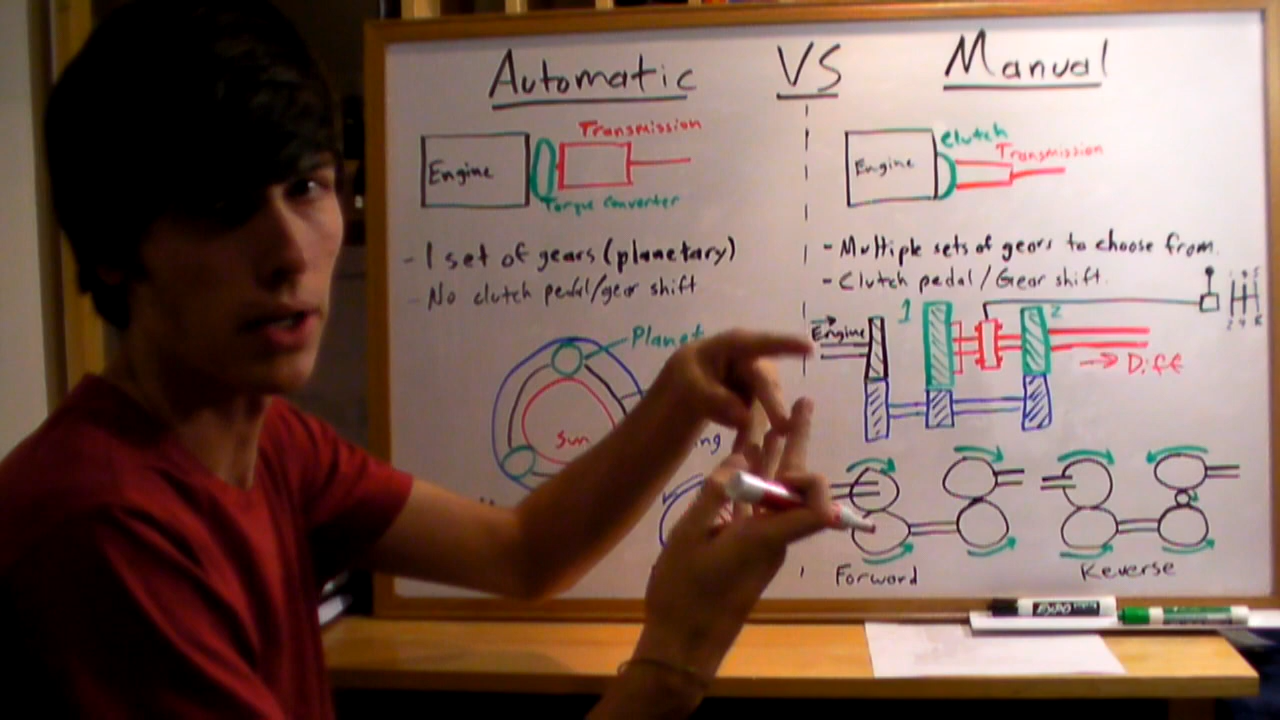 Automatic VS Manual
Engine
Transmission
Torque Converter
- 1 set of gears (planetary)
- No clutch pedal/gear shift
Planet
Sun
Engine
Clutch
Transmission
- Multiple sets of gears to choose from.
- Clutch pedal / Gear shift.
Engine
1
2
→ Diff
Forward
Reverse
EXPO